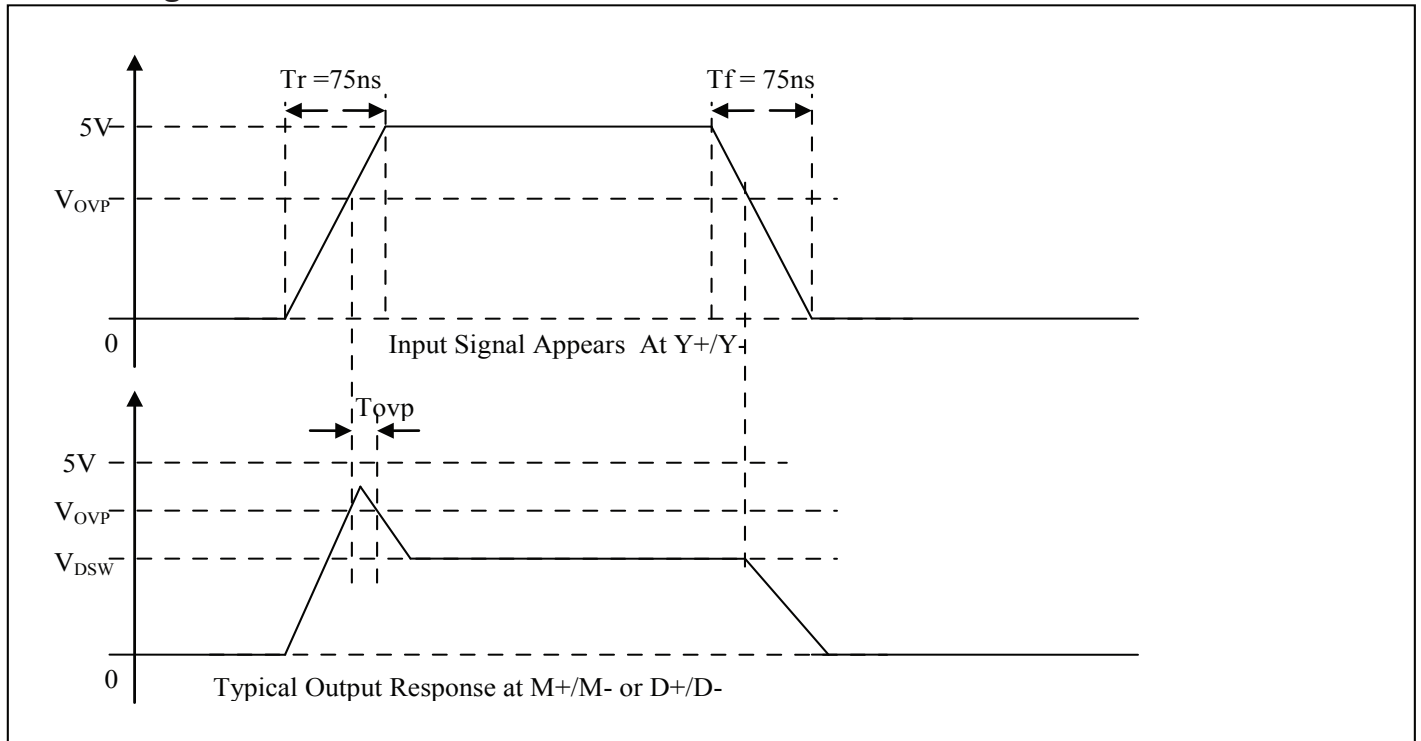 Tr =75ns
Tf = 75ns
5V
VOVP
0
Input Signal Appears At Y+/Y-
Tovp
5V
VOVP
VDSW
0
Typical Output Response at M+/M- or D+/D-